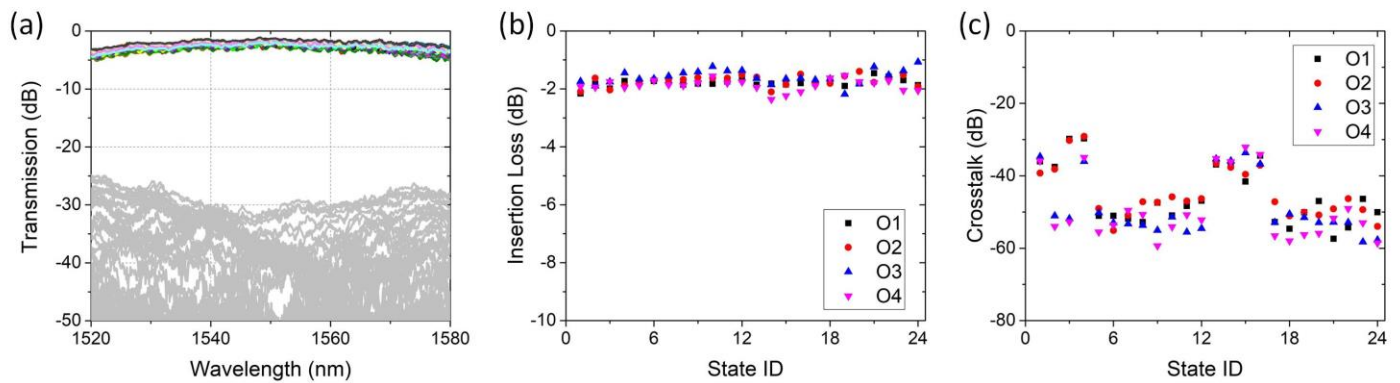 (a)
Transmission (dB)
0
-10
-20
-30
-40
-50
1520
1540
1560
1580
Wavelength (nm)
(b)
Insertion Loss (dB)
0
-2
-4
-6
-8
-10
0
6
12
18
24
State ID
O1
O2
O3
O4
(c)
Crosstalk (dB)
0
-20
-40
-60
-80
0
6
12
18
24
State ID
O1
O2
O3
O4